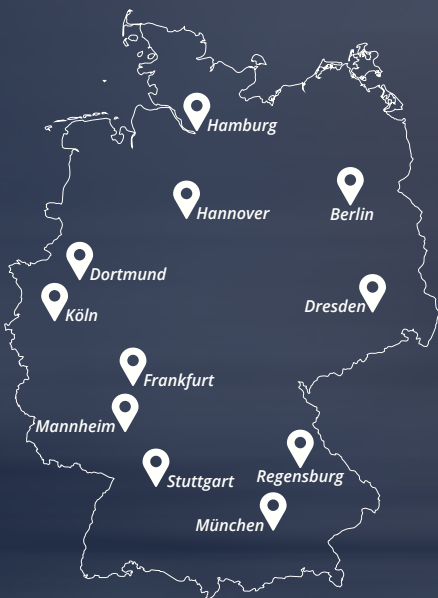 Hamburg
Hannover
Berlin
Dortmund
Dresden
Köln
Frankfurt
Mannheim
Regensburg
Stuttgart
München